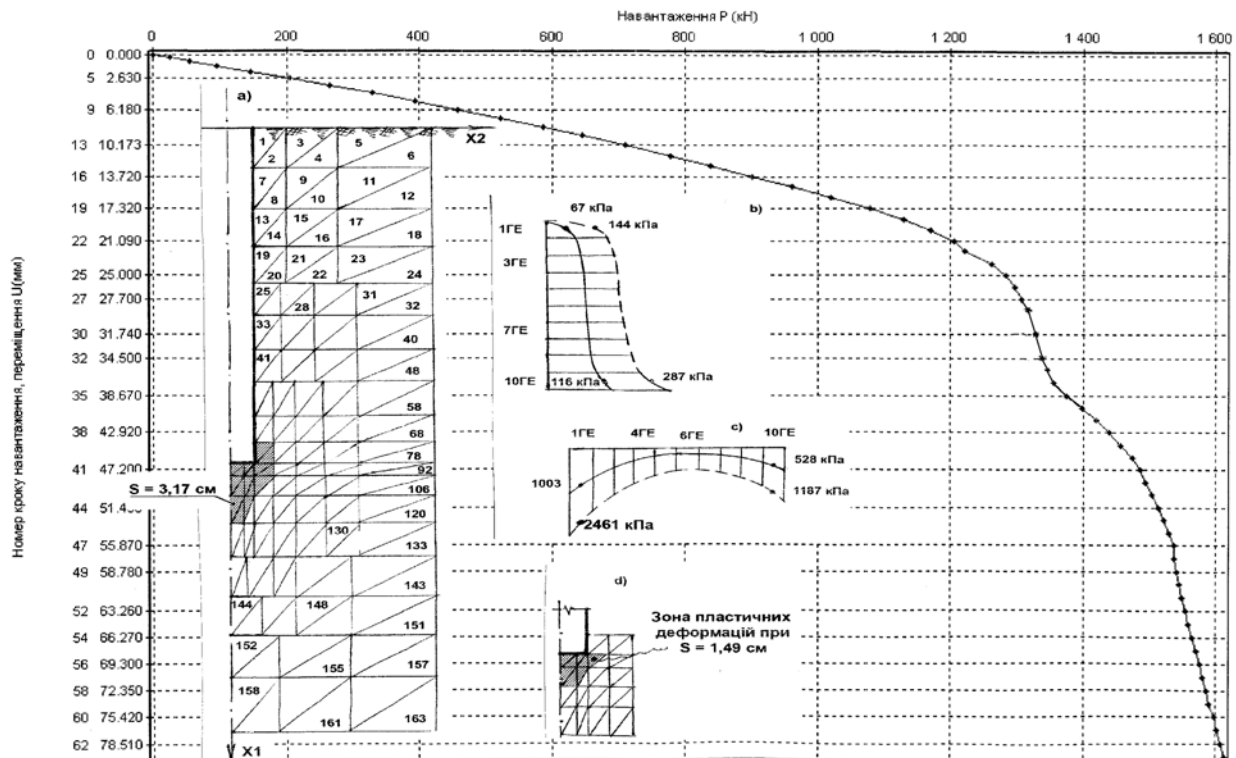 Навантаження P (кН)
0 200 400 600 800 1 000 1 200 1 400 1 600
Номер кроку навантаження, переміщення U(мм)
0 0.000
5 2.630
9 6.180
13 10.173
16 13.720
19 17.320
22 21.090
25 25.000
27 27.700
30 31.740
32 34.500
35 38.670
38 42.920
41 47.200
44
47 55.870
49 58.780
52 63.260
54 66.270
56 69.300
58 72.350
60 75.420
62 78.510
a)
X2
1 3 5
2 4 6
7 9 11
8 10 12
13 15 17
14 16 18
19 21 23
20 22 24
25 28 31 32
33 40
41 48
58
68
78
92
106
120
130 133
143
144 148 151
152 155 157
158 161 163
X1
S = 3,17 см
b)
67 кПа
144 кПа
1ГЕ
3ГЕ
7ГЕ
10ГЕ
116 кПа
287 кПа
c)
1ГЕ 4ГЕ 6ГЕ 10ГЕ
528 кПа
1003
1187 кПа
2461 кПа
d)
Зона пластичних
деформацій при
S = 1,49 см